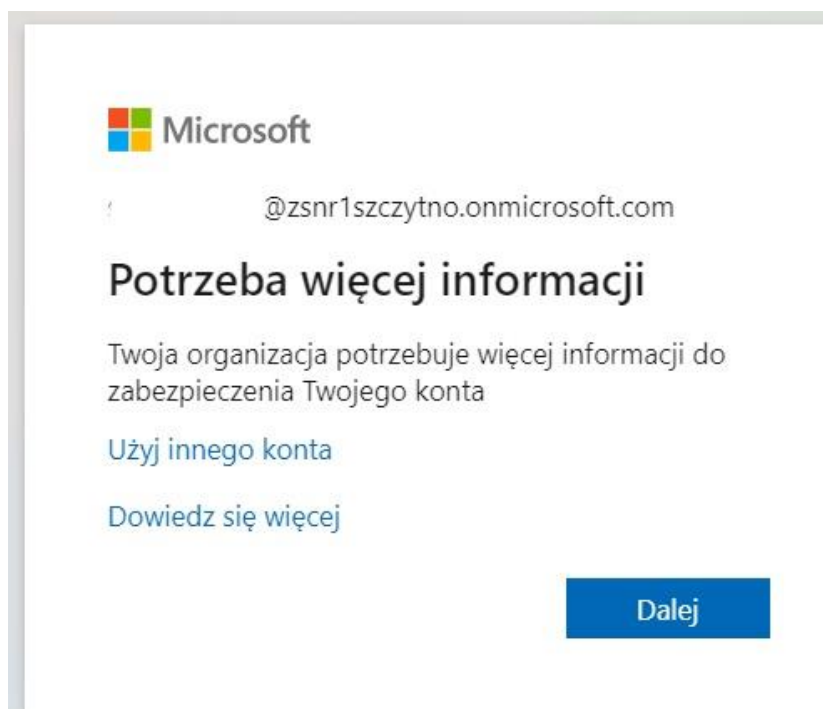 Microsoft
@zsnr1szczytno.onmicrosoft.com
Potrzeba więcej informacji
Twoja organizacja potrzebuje więcej informacji do
zabezpieczenia Twojego konta
Użyj innego konta
Dowiedz się więcej
Dalej